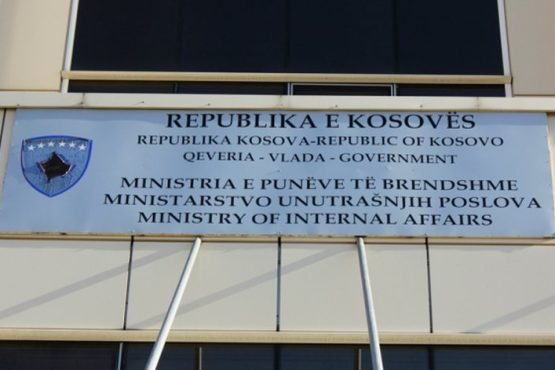 REPUBLIKA E KOSOVËS
REPUBLIKA KOSOVA-REPUBLIC OF KOSOVO
QEVERIA - VLADA - GOVERNMENT
MINISTRIA E PUNËVE TË BRENDSHME
MINISTARSTVO UNUTRAŠNJIH POSLOVA
MINISTRY OF INTERNAL AFFAIRS